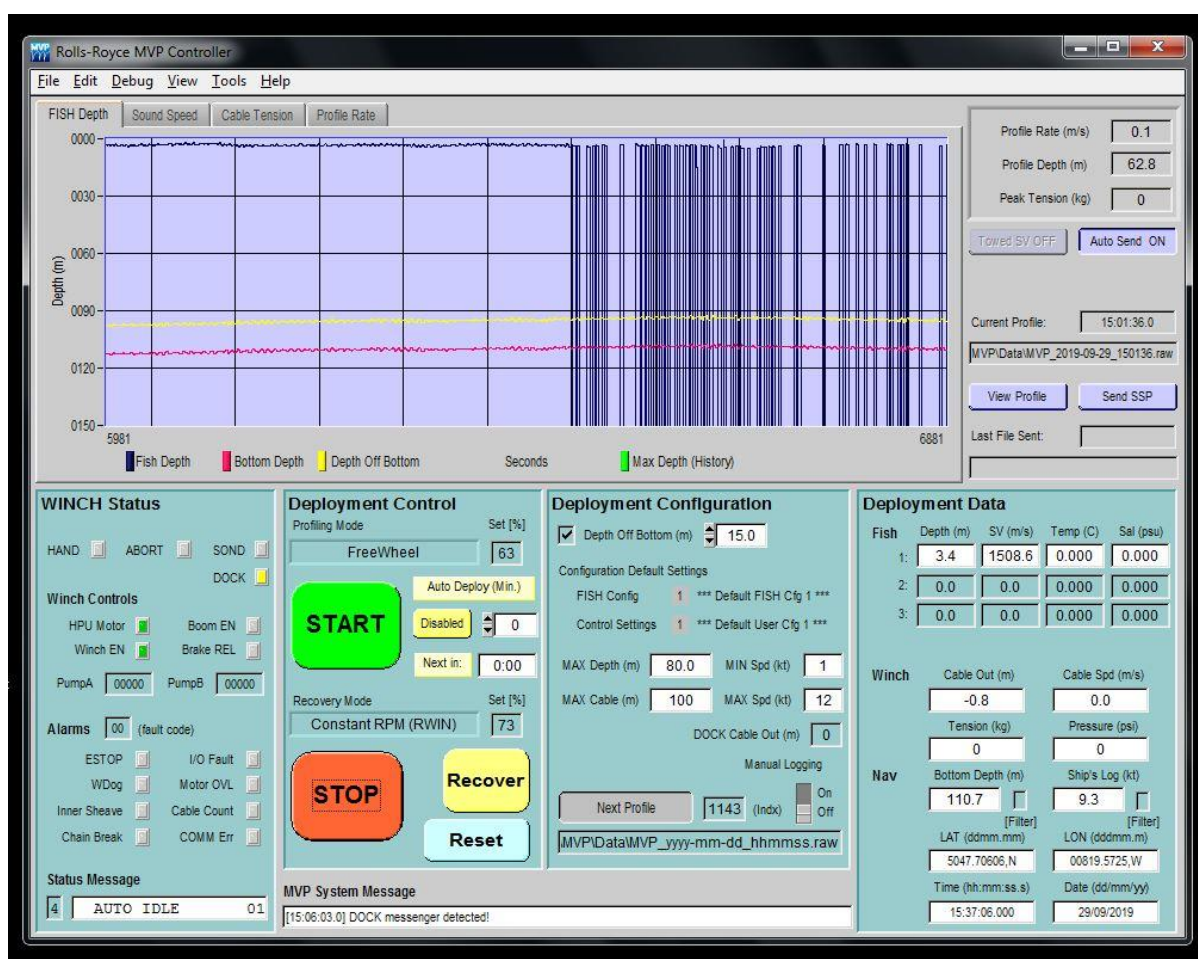 MVP Rolls-Royce MVP Controller
File Edit Debug View Tools Help
FISH Depth Sound Speed Cable Tension Profile Rate
Depth (m)
0000
0030
0060
0090
0120
0150
5981 6881
Fish Depth Bottom Depth Depth Off Bottom Seconds Max Depth (History)
Profile Rate (m/s) 0.1
Profile Depth (m) 62.8
Peak Tension (kg) 0
Towed SV OFF Auto Send ON
Current Profile: 15:01:36.0
MVP\Data\MVP_2019-09-29_150136.raw
View Profile Send SSP
Last File Sent:
WINCH Status
HAND ABORT SOND
DOCK
Winch Controls
HPU Motor Boom EN
Winch EN Brake REL
PumpA 00000 PumpB 00000
Alarms 00 (fault code)
ESTOP I/O Fault
WDog Motor OVL
Inner Sheave Cable Count
Chain Break COMM Err
Status Message
4 AUTO IDLE 01
Deployment Control
Profiling Mode Set [%]
FreeWheel 63
START
Auto Deploy (Min.)
Disabled 0
Next in: 0:00
Recovery Mode Set [%]
Constant RPM (RWIN) 73
STOP
Recover
Reset
MVP System Message
[15:06:03.0] DOCK messenger detected!
Deployment Configuration
Depth Off Bottom (m) 15.0
Configuration Default Settings
FISH Config 1 *** Default FISH Cfg 1 ***
Control Settings 1 *** Default User Cfg 1 ***
MAX Depth (m) 80.0 MIN Spd (kt) 1
MAX Cable (m) 100 MAX Spd (kt) 12
DOCK Cable Out (m) 0
Manual Logging
On
Next Profile 1143 (Indx) Off
.MVP\Data\MVP_yyyy-mm-dd_hhmmss.raw
Deployment Data
Fish Depth (m) SV (m/s) Temp (C) Sal (psu)
1: 3.4 1508.6 0.000 0.000
2: 0.0 0.0 0.000 0.000
3: 0.0 0.0 0.000 0.000
Winch Cable Out (m) Cable Spd (m/s)
-0.8 0.0
Tension (kg) Pressure (psi)
0 0
Nav Bottom Depth (m) Ship's Log (kt)
110.7 9.3
[Filter] [Filter]
LAT (ddmm.mm) LON (dddmm.m)
5047.70606,N 00819.5725,W
Time (hh:mm:ss.s) Date (dd/mm/yy)
15:37:06.000 29/09/2019